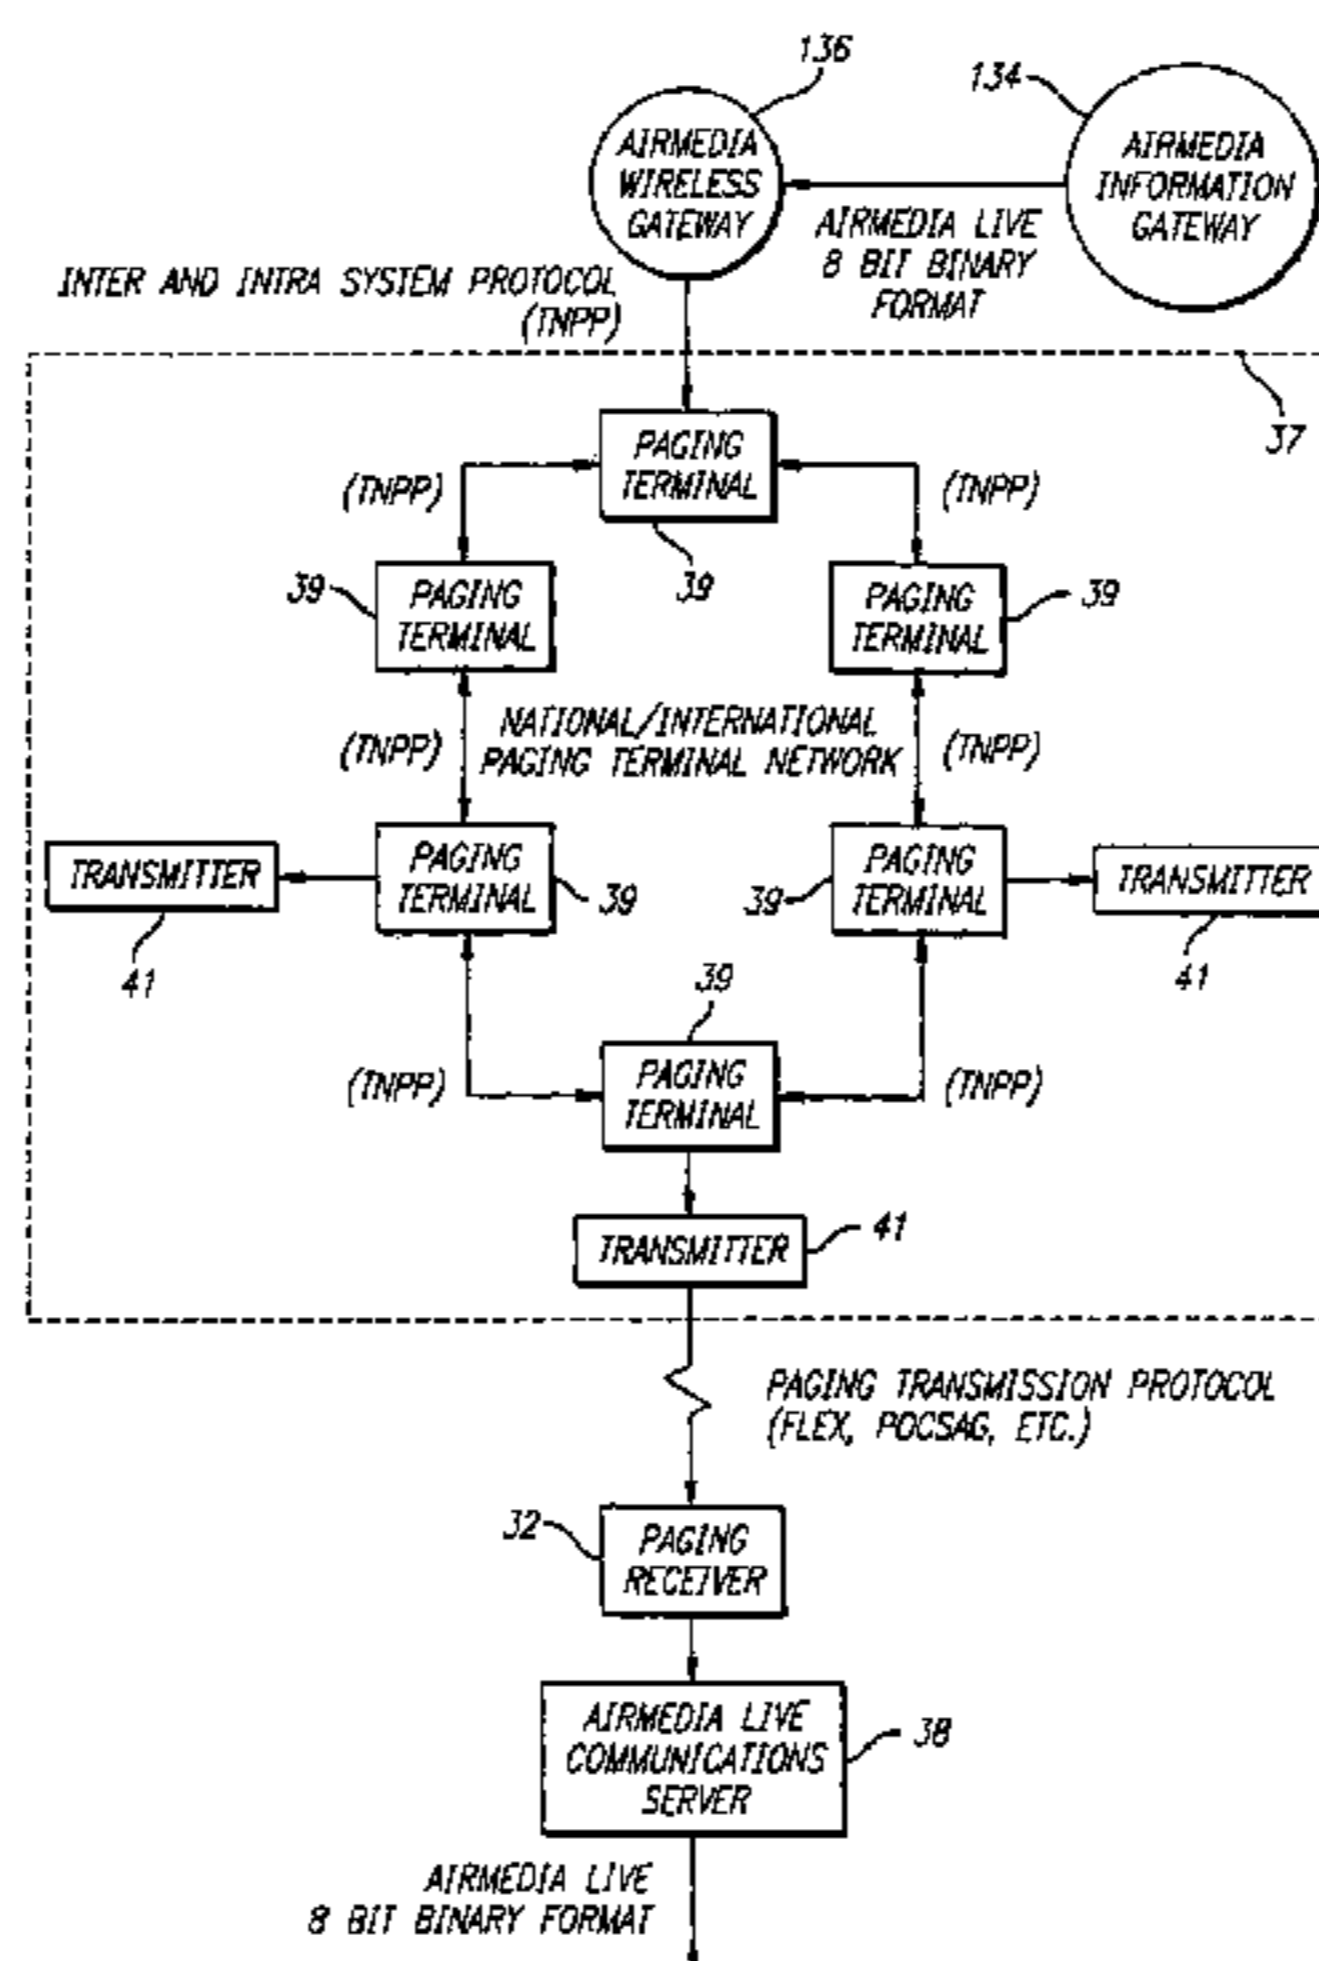 136
134
AIRMEDIA
WIRELESS
GATEWAY
AIRMEDIA
INFORMATION
GATEWAY
AIRMEDIA LIVE
8 BIT BINARY
FORMAT
INTER AND INTRA SYSTEM PROTOCOL
(TNPP)
37
PAGING
TERMINAL
39
(TNPP)
(TNPP)
39
PAGING
TERMINAL
PAGING
TERMINAL
39
(TNPP)
NATIONAL/INTERNATIONAL
PAGING TERMINAL NETWORK
(TNPP)
TRANSMITTER
41
PAGING
TERMINAL
39
39
PAGING
TERMINAL
TRANSMITTER
41
39
(TNPP)
PAGING
TERMINAL
(TNPP)
TRANSMITTER
41
PAGING TRANSMISSION PROTOCOL
(FLEX, POCSAG, ETC.)
32
PAGING
RECEIVER
AIRMEDIA LIVE
COMMUNICATIONS
SERVER
38
AIRMEDIA LIVE
8 BIT BINARY FORMAT